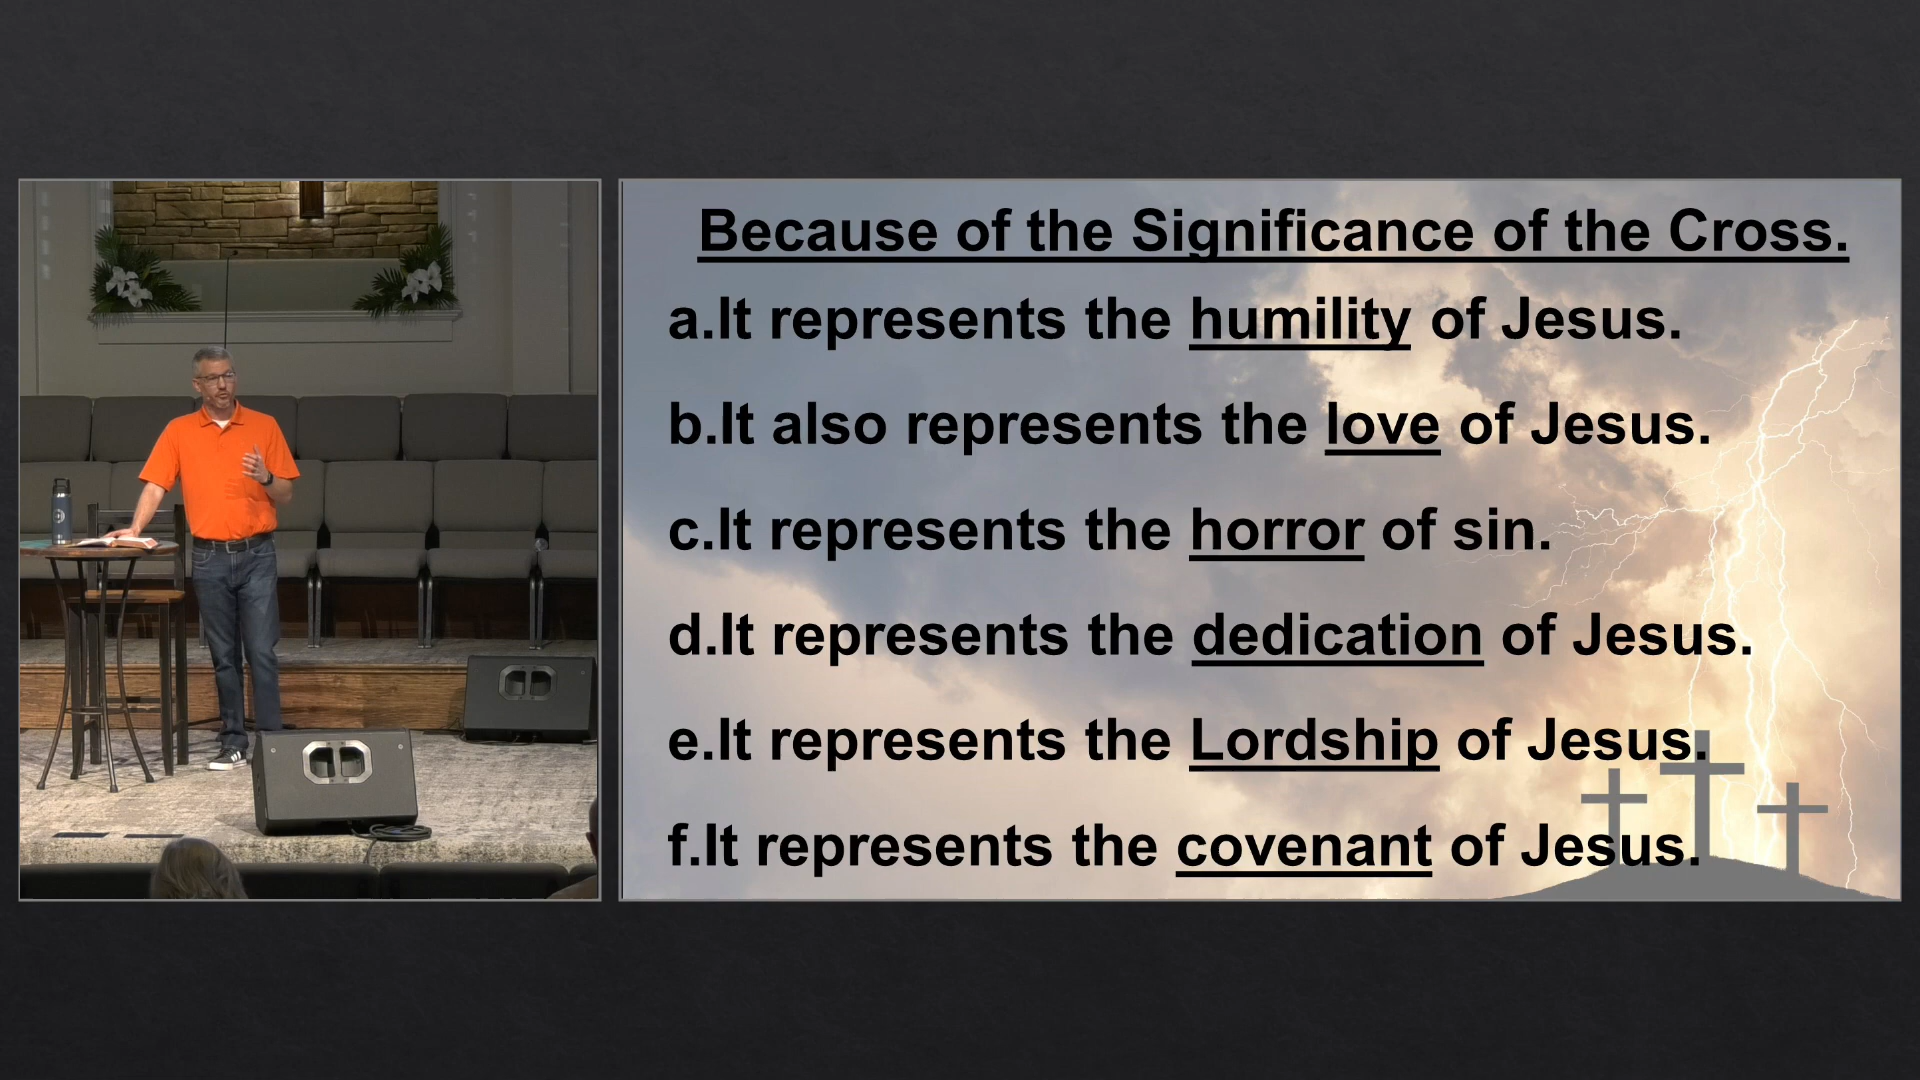 Because of the Significance of the Cross.
a.It represents the humility of Jesus.
b.It also represents the love of Jesus.
c.It represents the horror of sin.
d.It represents the dedication of Jesus.
e.It represents the Lordship of Jesus.
f.It represents the covenant of Jesus.